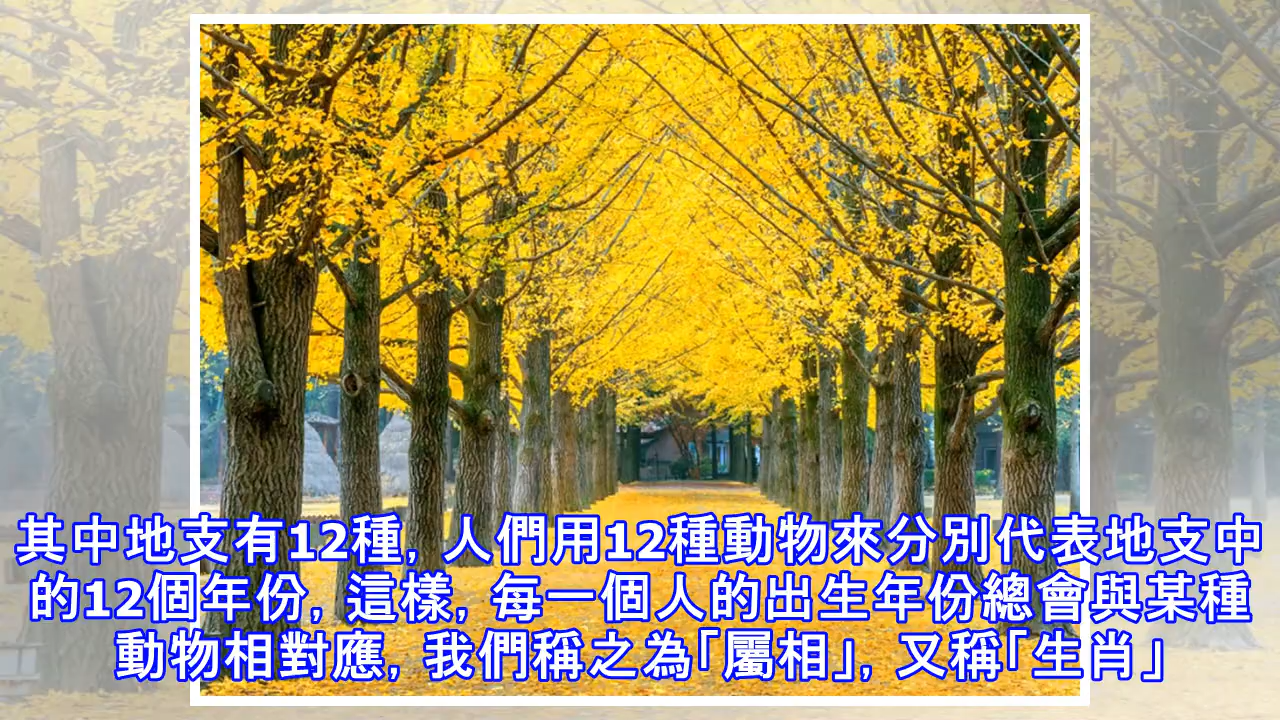 其中地支有12種, 人們用12種動物來分別代表地支中
的12個年份, 這樣, 每一個人的出生年份總會與某種
動物相對應, 我們稱之為「屬相」, 又稱「生肖」